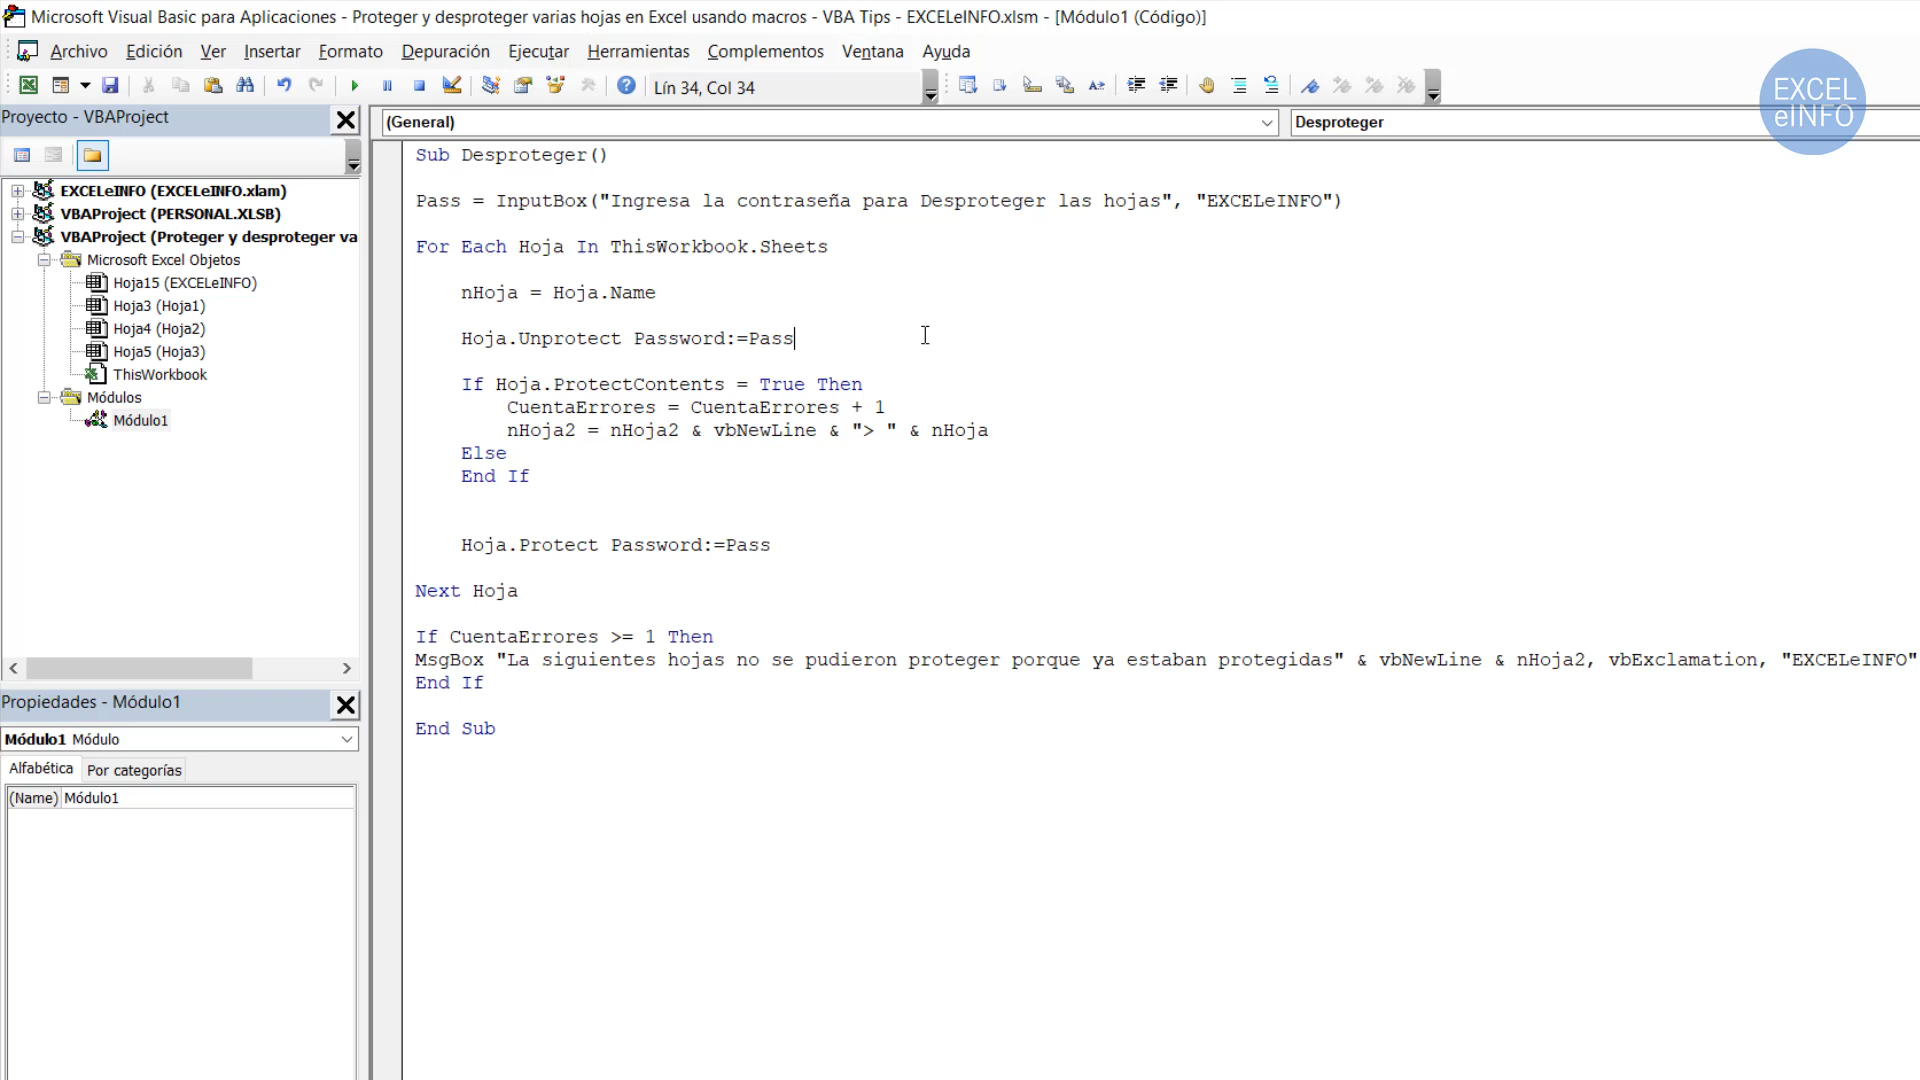 Microsoft Visual Basic para Aplicaciones - Proteger y desproteger varias hojas en Excel usando macros - VBA Tips - EXCELeINFO.xlsm - [Módulo1 (Código)]
Archivo Edición Ver Insertar Formato Depuración Ejecutar Herramientas Complementos Ventana Ayuda
Lín 34, Col 34
EXCEL
eINFO
Proyecto - VBAProject
EXCELeINFO (EXCELeINFO.xlam)
VBAProject (PERSONAL.XLSB)
VBAProject (Proteger y desproteger va
Microsoft Excel Objetos
Hoja15 (EXCELeINFO)
Hoja3 (Hoja1)
Hoja4 (Hoja2)
Hoja5 (Hoja3)
ThisWorkbook
Módulos
Módulo1
Propiedades - Módulo1
Módulo1 Módulo
Alfabética Por categorías
(Name) Módulo1
(General) Desproteger
Sub Desproteger()
Pass = InputBox("Ingresa la contraseña para Desproteger las hojas", "EXCELeINFO")
For Each Hoja In ThisWorkbook.Sheets
nHoja = Hoja.Name
Hoja.Unprotect Password:=Pass
If Hoja.ProtectContents = True Then
CuentaErrores = CuentaErrores + 1
nHoja2 = nHoja2 & vbNewLine & "> " & nHoja
Else
End If
Hoja.Protect Password:=Pass
Next Hoja
If CuentaErrores >= 1 Then
MsgBox "La siguientes hojas no se pudieron proteger porque ya estaban protegidas" & vbNewLine & nHoja2, vbExclamation, "EXCELeINFO"
End If
End Sub